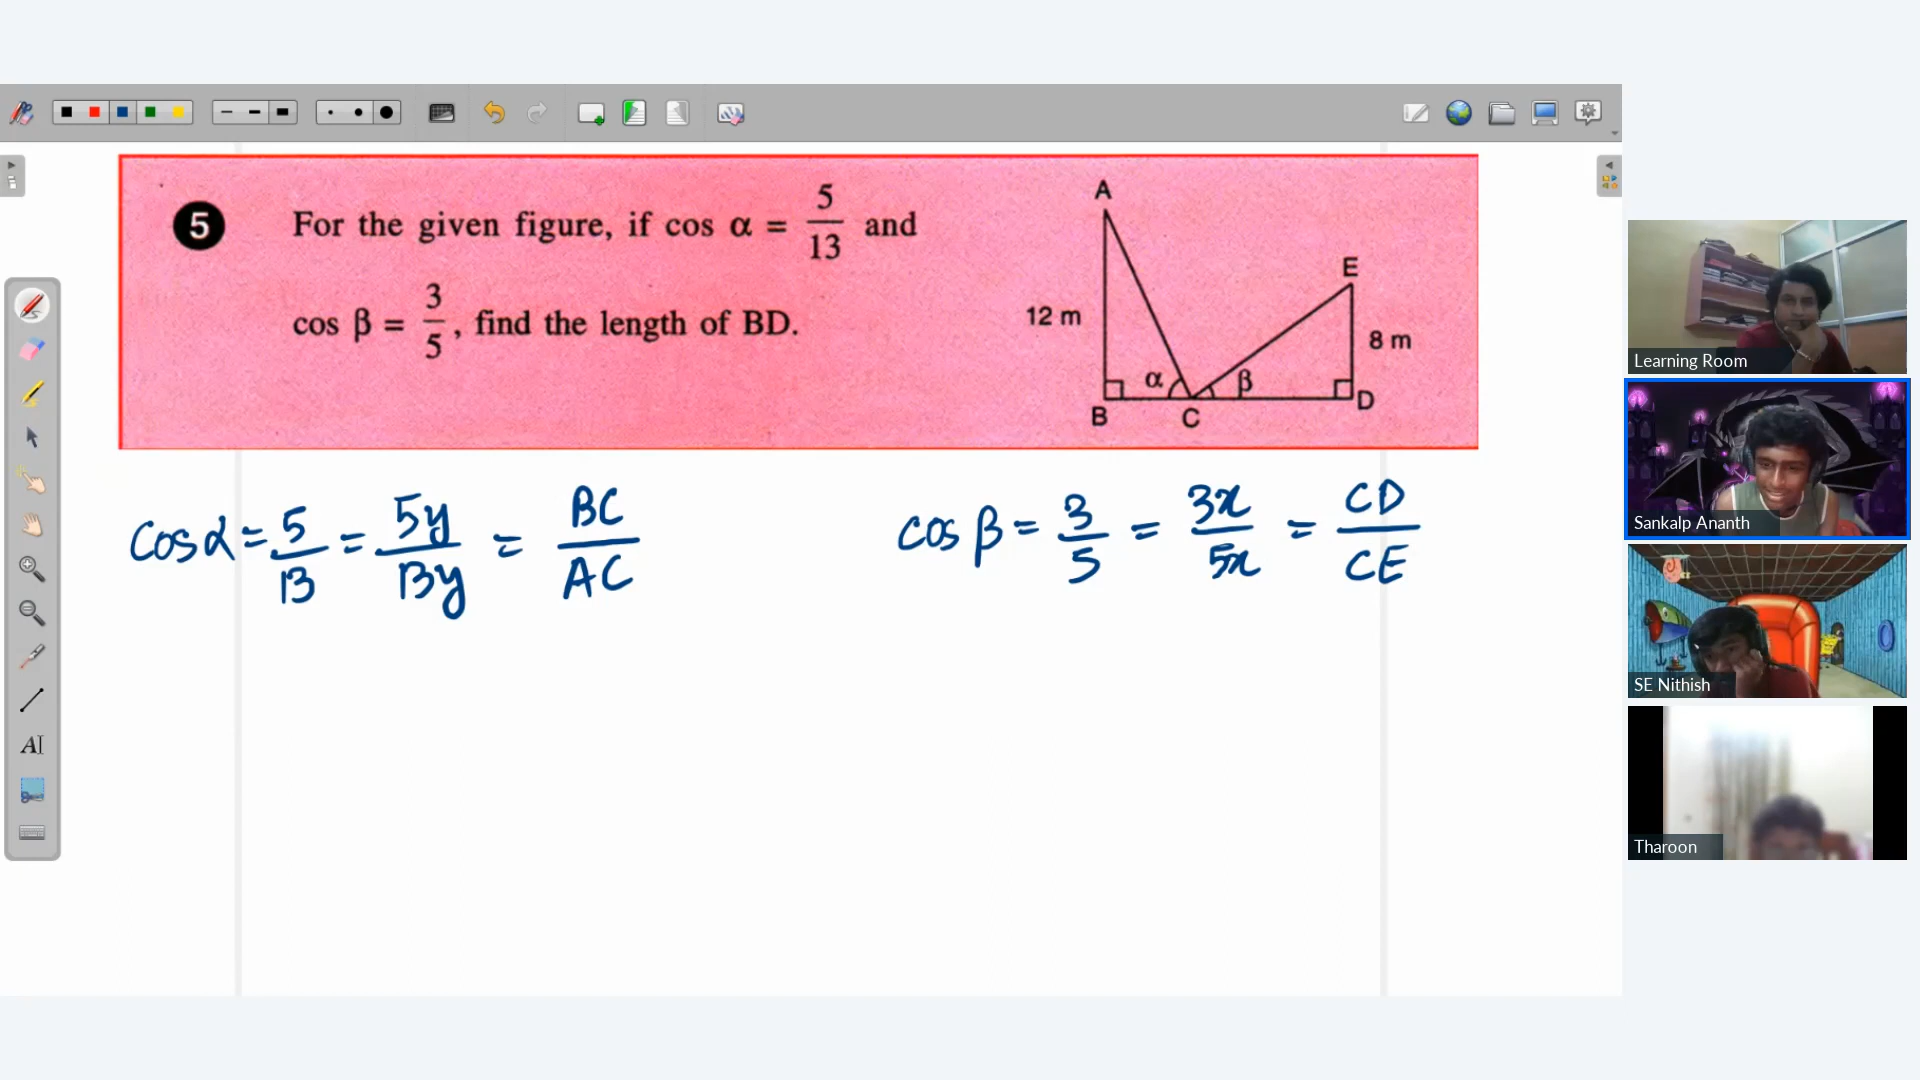 5 For the given figure, if cos α = 5/13 and
cos β = 3/5, find the length of BD.
A
E
12 m
8 m
α
β
B
C
D
Cosα = 5/13 = 5y/13y = BC/AC
cos β = 3/5 = 3x/5x = CD/CE
AI
Learning Room
Sankalp Ananth
SE Nithish
Tharoon